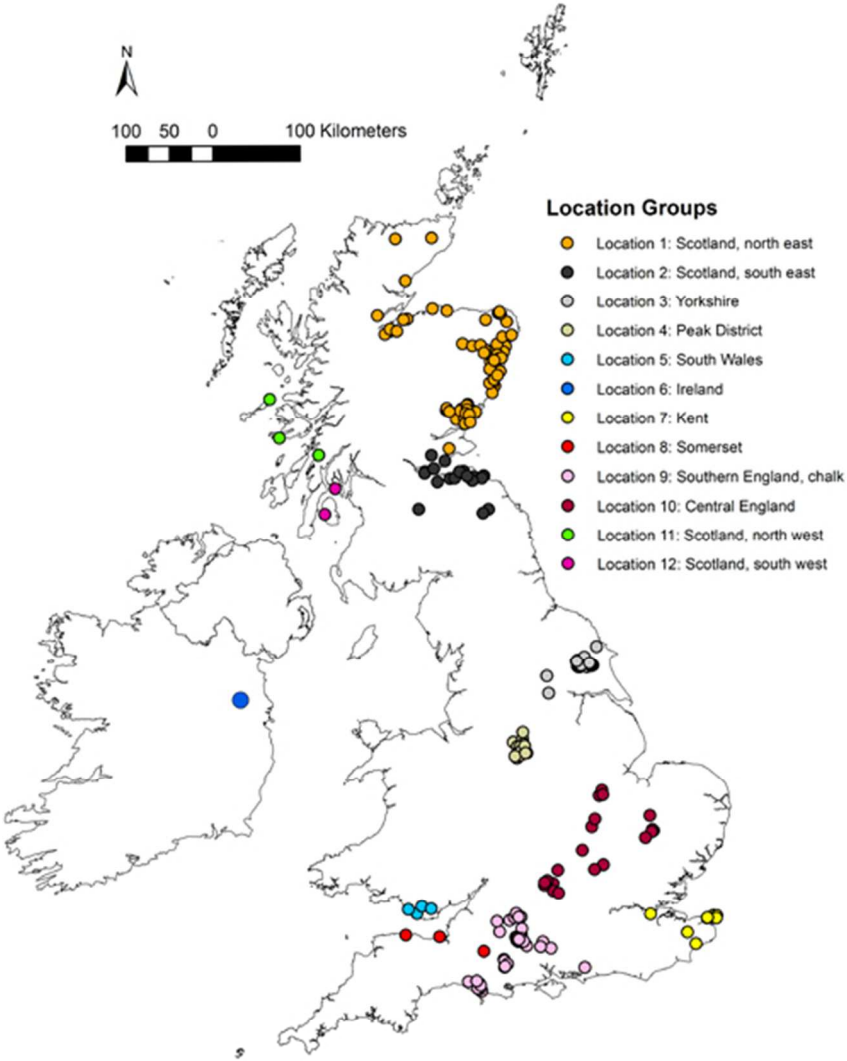 N
100 50 0 100 Kilometers
Location Groups
Location 1: Scotland, north east
Location 2: Scotland, south east
Location 3: Yorkshire
Location 4: Peak District
Location 5: South Wales
Location 6: Ireland
Location 7: Kent
Location 8: Somerset
Location 9: Southern England, chalk
Location 10: Central England
Location 11: Scotland, north west
Location 12: Scotland, south west